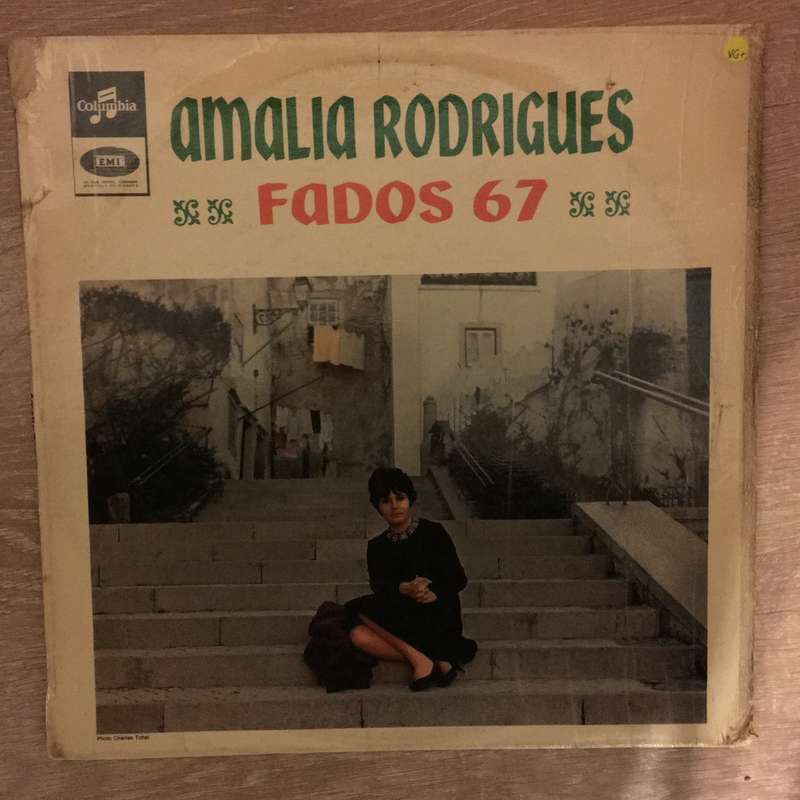 VG+
Columbia
EMI
AMALIA RODRIGUES
FADOS 67